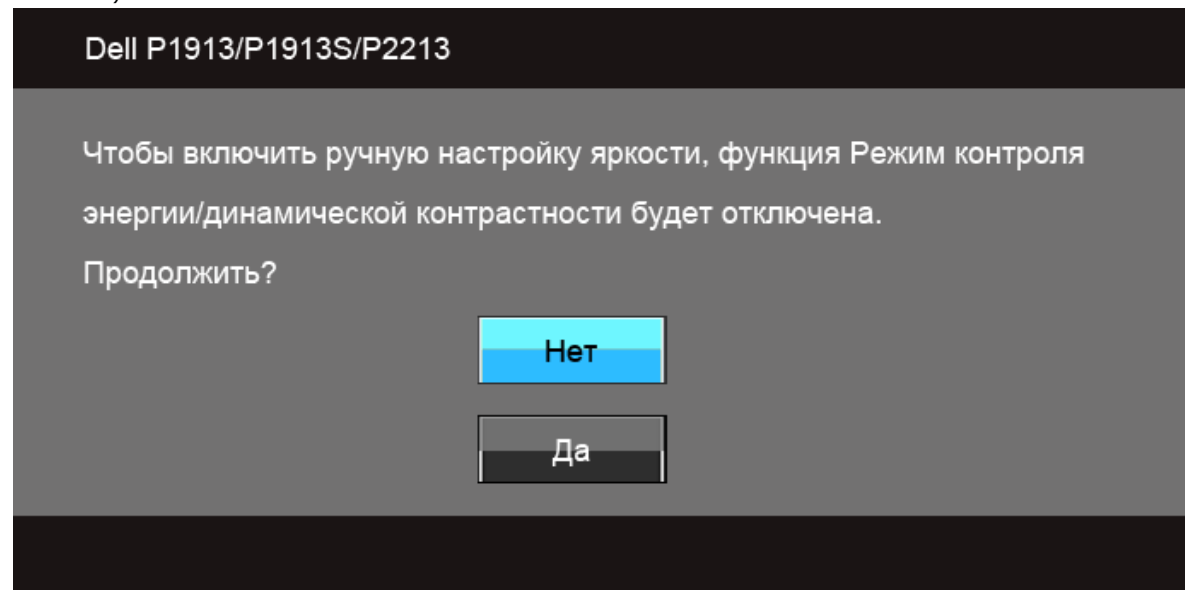 Dell P1913/P1913S/P2213
Чтобы включить ручную настройку яркости, функция Режим контроля
энергии/динамической контрастности будет отключена.
Продолжить?
Нет
Да